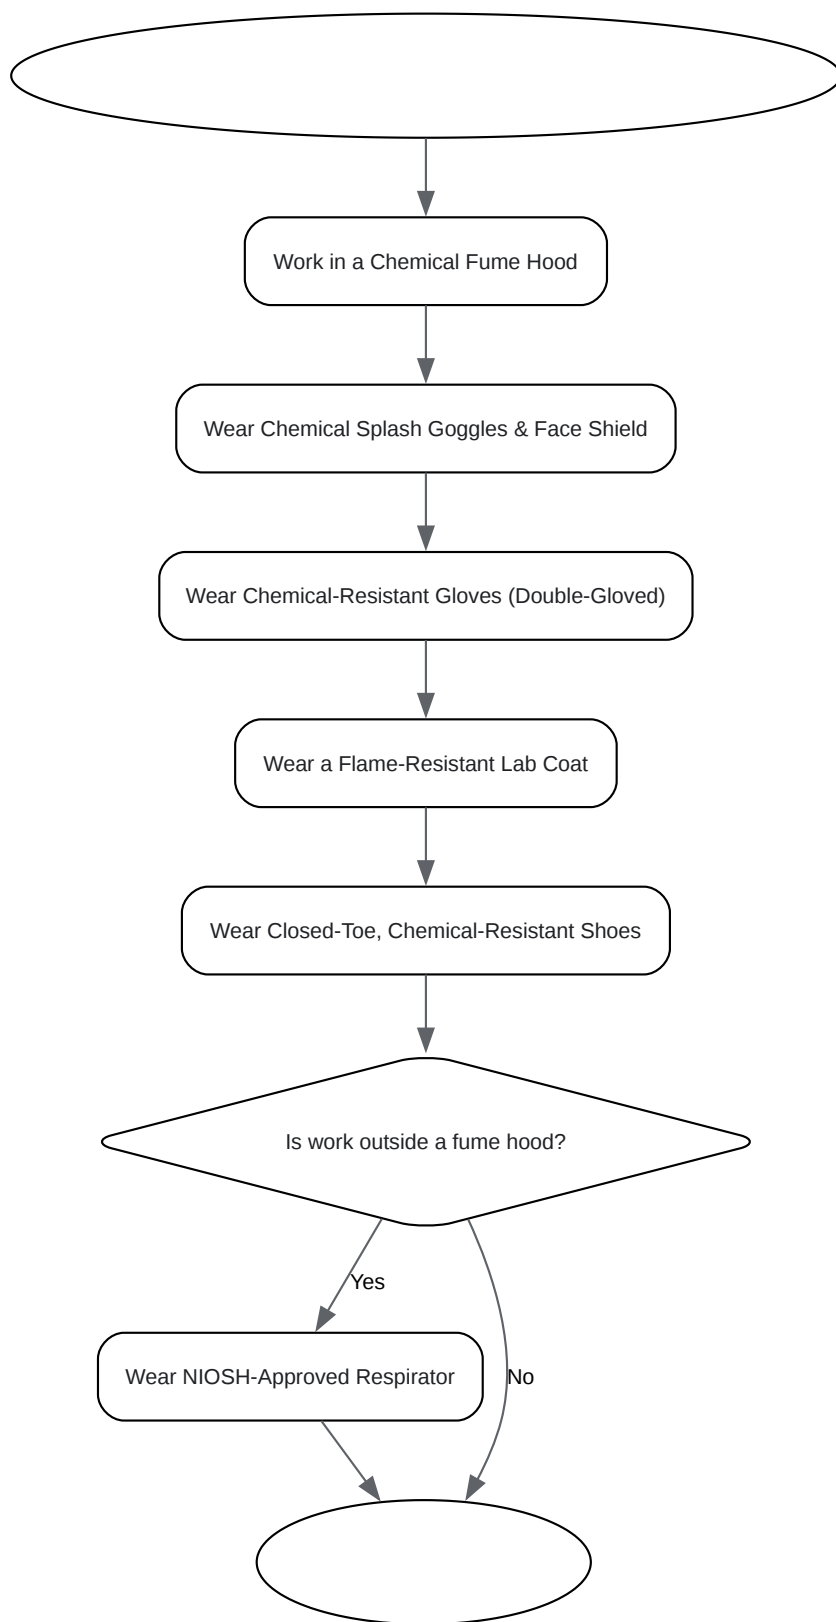 Work in a Chemical Fume Hood
Wear Chemical Splash Goggles & Face Shield
Wear Chemical-Resistant Gloves (Double-Gloved)
Wear a Flame-Resistant Lab Coat
Wear Closed-Toe, Chemical-Resistant Shoes
Is work outside a fume hood?
Yes
Wear NIOSH-Approved Respirator
No